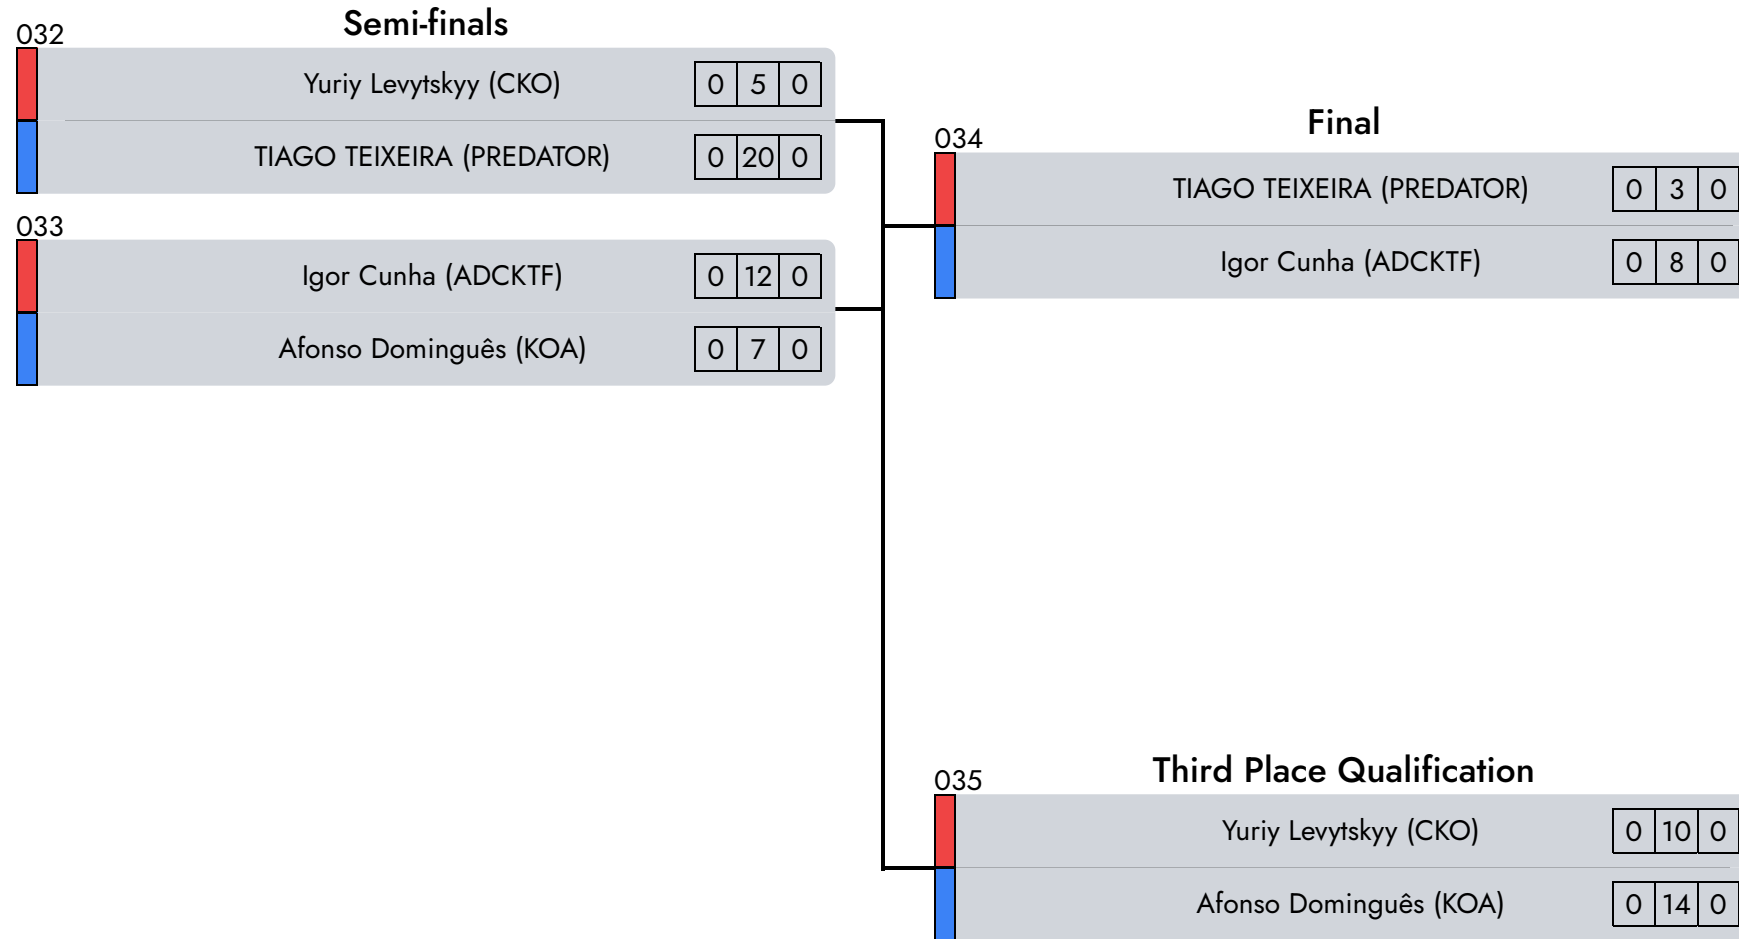 Semi-finals
032
Yuriy Levytskyy (CKO) 0 5 0
TIAGO TEIXEIRA (PREDATOR) 0 20 0
033
Igor Cunha (ADCKTF) 0 12 0
Afonso Dominguês (KOA) 0 7 0
Final
034
TIAGO TEIXEIRA (PREDATOR) 0 3 0
Igor Cunha (ADCKTF) 0 8 0
Third Place Qualification
035
Yuriy Levytskyy (CKO) 0 10 0
Afonso Dominguês (KOA) 0 14 0